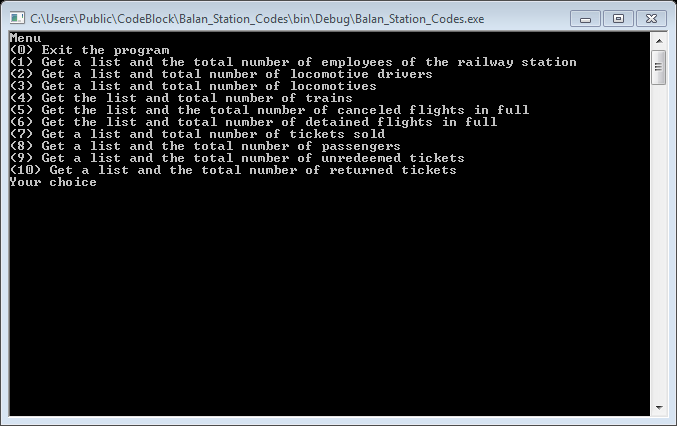 C:\Users\Public\CodeBlock\Balan_Station_Codes\bin\Debug\Balan_Station_Codes.exe
Menu
(0) Exit the program
(1) Get a list and the total number of employees of the railway station
(2) Get a list and total number of locomotive drivers
(3) Get a list and total number of locomotives
(4) Get the list and total number of trains
(5) Get the list and total number of canceled flights in full
(6) Get the list and total number of detained flights in full
(7) Get a list and total number of tickets sold
(8) Get a list and the total number of passengers
(9) Get a list and the total number of unredeemed tickets
(10) Get a list and the total number of returned tickets
Your choice